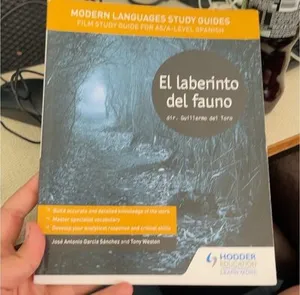 MODERN LANGUAGES STUDY GUIDES
FILM STUDY GUIDE FOR AS/A-LEVEL SPANISH
El laberinto
del fauno
dir. Guillermo del Toro
- Build accurate and detailed knowledge of the work
- Master specialist vocabulary
- Develop your analytical response and critical skills
José Antonio García Sánchez and Tony Weston
HODDER
EDUCATION
LEARN MORE